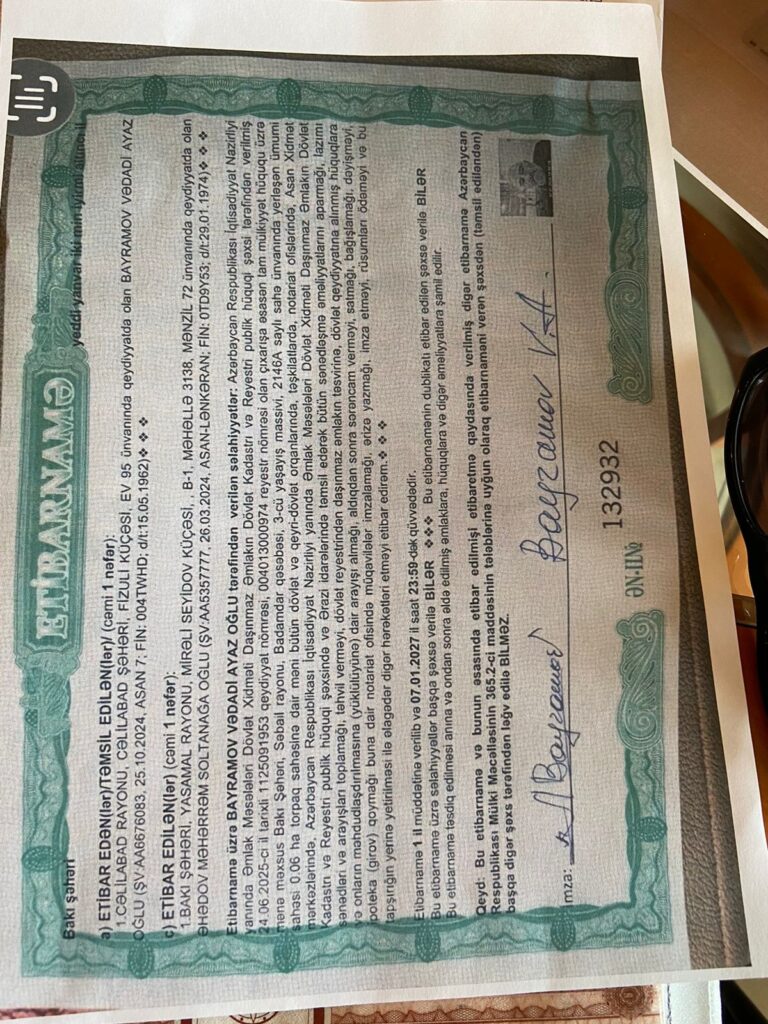 ETİBARNAMƏ
Bakı şəhəri yeddi yanvar iki min iyirmi altıncı il
a) ETİBAR EDƏN(lər)/TƏMSİL EDİLƏN(lər)/ (cəmi 1 nəfər):
1.CƏLİLABAD RAYONU, CƏLİLABAD ŞƏHƏRİ, FİZULİ KÜÇƏSİ, EV 95 ünvanında qeydiyyatda olan BAYRAMOV VƏDADİ AYAZ
OĞLU (ŞV:AA6676083, 25.10.2024, ASAN 7; FİN: 004TWHD; d/t:15.05.1962)❖ ❖ ❖
c) ETİBAR EDİLƏN(lər) (cəmi 1 nəfər):
1.BAKI ŞƏHƏRİ, YASAMAL RAYONU, MİRƏLİ SEYİDOV KÜÇƏSİ, , B-1, MƏHƏLLƏ 3138, MƏNZİL 72 ünvanında qeydiyyatda olan
ƏHƏDOV MƏHƏRRƏM SOLTANAĞA OĞLU (ŞV:AA5357777, 26.03.2024, ASAN-LƏNKƏRAN; FİN: 0TD9Y53; d/t:29.01.1974)❖ ❖ ❖
Etibarnamə üzrə BAYRAMOV VƏDADİ AYAZ OĞLU tərəfindən verilən səlahiyyətlər: Azərbaycan Respublikası İqtisadiyyat Nazirliyi
yanında Əmlak Məsələləri Dövlət Xidməti Daşınmaz Əmlakın Dövlət Kadastrı və Reyestri publik hüquqi şəxsi tərəfindən verilmiş
24.06.2025-ci il tarixli 1125091953 qeydiyyat nömrəsi, 004013000974 reyestr nömrəsi olan çıxarışa əsasən tam mülkiyyət hüququ üzrə
mənə məxsus Bakı Şəhəri, Səbail rayonu, Badamdar qəsəbəsi, 3-cü yaşayış massivi, 2146A saylı sahə ünvanında yerləşən ümumi
sahəsi 0.06 ha torpaq sahəsinə dair məni bütün dövlət və qeyri-dövlət orqanlarında, təşkilatlarda, notariat ofislərində, Asan Xidmət
mərkəzlərində, Azərbaycan Respublikası İqtisadiyyat Nazirliyi yanında Əmlak Məsələləri Dövlət Xidməti Daşınmaz Əmlakın Dövlət
Kadastrı və Reyestri publik hüquqi şəxsində və Ərazi idarələrində təmsil edərək bütün sənədləşmə əməliyyatlarını aparmağı, lazımı
sənədləri və arayışları toplamağı, təhvil verməyi, dövlət reyestrindən daşınmaz əmlakın təsvirinə, dövlət qeydiyyatına alınmış hüquqlara
və onların məhdudlaşdırılmasına (yüklülüyünə) dair arayışı almağı, aldıqdan sonra sərəncam verməyi, satmağı, bağışlamağı, dəyişməyi,
ipoteka (girov) qoymağı buna dair notariat ofisində müqavilələr imzalamağı, ərizə yazmağı, imza etməyi, rüsumları ödəməyi və bu
tapşırığın yerinə yetirilməsi ilə əlaqədar digər hərəkətləri etməyi etibar edirəm.❖ ❖ ❖
Etibarnamə 1 il müddətinə verilib və 07.01.2027 il saat 23:59-dək qüvvədədir.
Bu etibarnamə üzrə səlahiyyətlər başqa şəxsə verilə BİLƏR ❖❖❖ Bu etibarnamənin dublikatı etibar edilən şəxsə verilə BİLƏR
Bu etibarnamə təsdiq edilməsi anına və ondan sonra əldə edilmiş əmlaklara, hüquqlara və digər əməliyyatlara şamil edilir.
Qeyd: Bu etibarnamə və bunun əsasında etibar edilmişi etibaretmə qaydasında verilmiş digər etibarnamə Azərbaycan
Respublikası Mülki Məcəlləsinin 365.2-ci maddəsinin tələblərinə uyğun olaraq etibarnaməni verən şəxsdən (təmsil ediləndən)
başqa digər şəxs tərəfindən ləğv edilə BİLMƏZ.
imza: Bayramov Bayramov V.A.
ƏN-II№ 132932